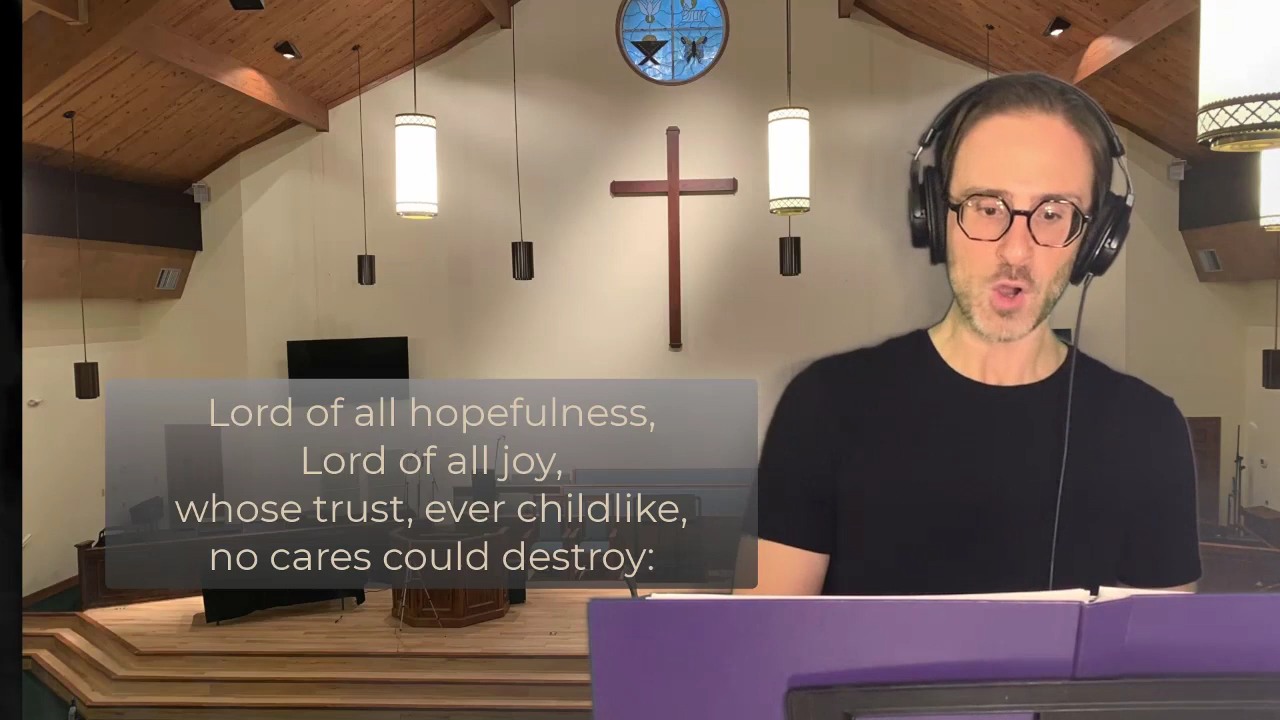 Lord of all hopefulness,
Lord of all joy,
whose trust, ever childlike,
no cares could destroy: